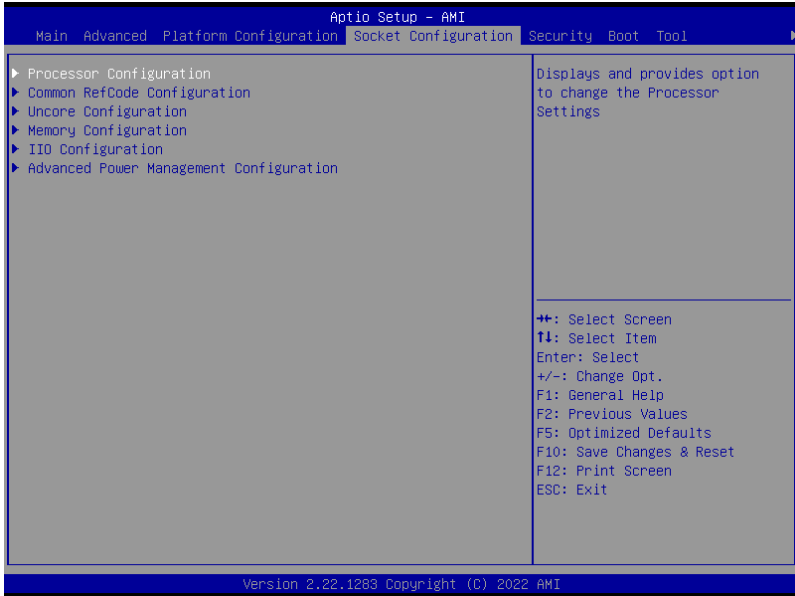 Aptio Setup – AMI
Main Advanced Platform Configuration Socket Configuration Security Boot Tool
Processor Configuration
Common RefCode Configuration
Uncore Configuration
Memory Configuration
IIO Configuration
Advanced Power Management Configuration
Displays and provides option
to change the Processor
Settings
→←: Select Screen
↑↓: Select Item
Enter: Select
+/-: Change Opt.
F1: General Help
F2: Previous Values
F5: Optimized Defaults
F10: Save Changes & Reset
F12: Print Screen
ESC: Exit
Version 2.22.1283 Copyright (C) 2022 AMI